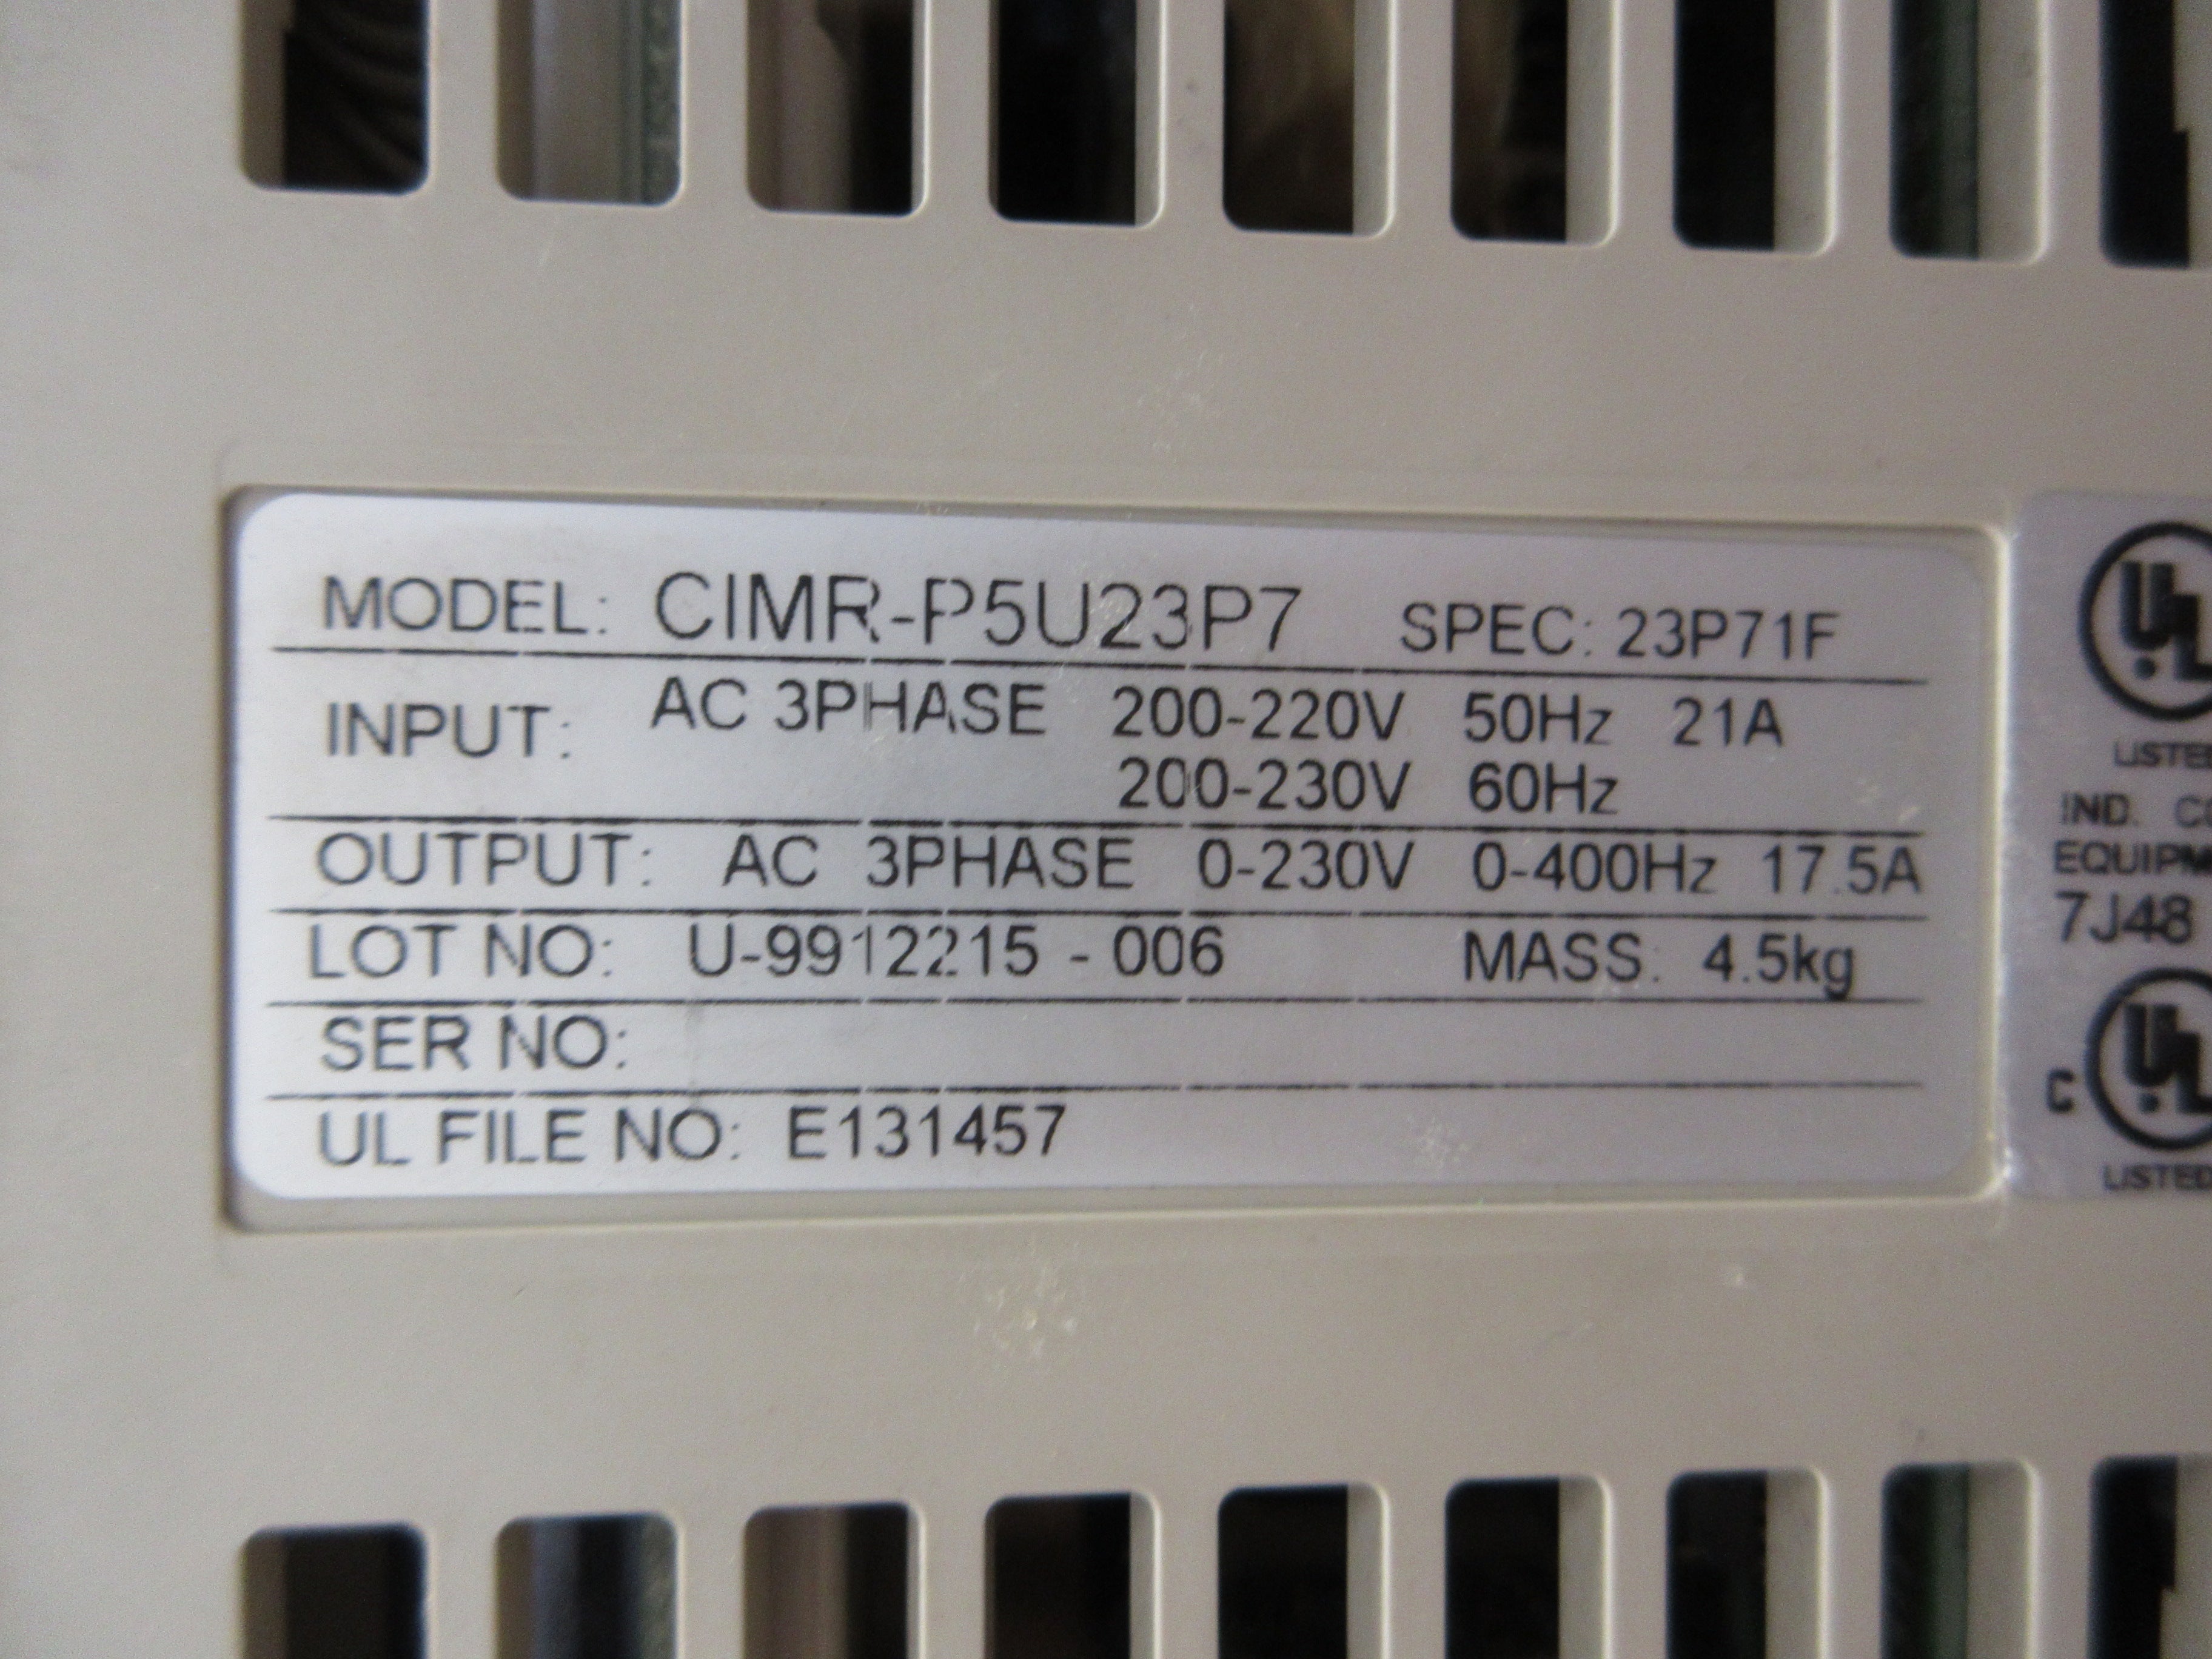 MODEL: CIMR-P5U23P7 SPEC: 23P71F
INPUT: AC 3PHASE 200-220V 50Hz 21A
200-230V 60Hz
OUTPUT: AC 3PHASE 0-230V 0-400Hz 17.5A
LOT NO: U-9912215 - 006 MASS: 4.5kg
SER NO:
UL FILE NO: E131457
UL
LISTED
IND.
7J48
C UL
LISTED